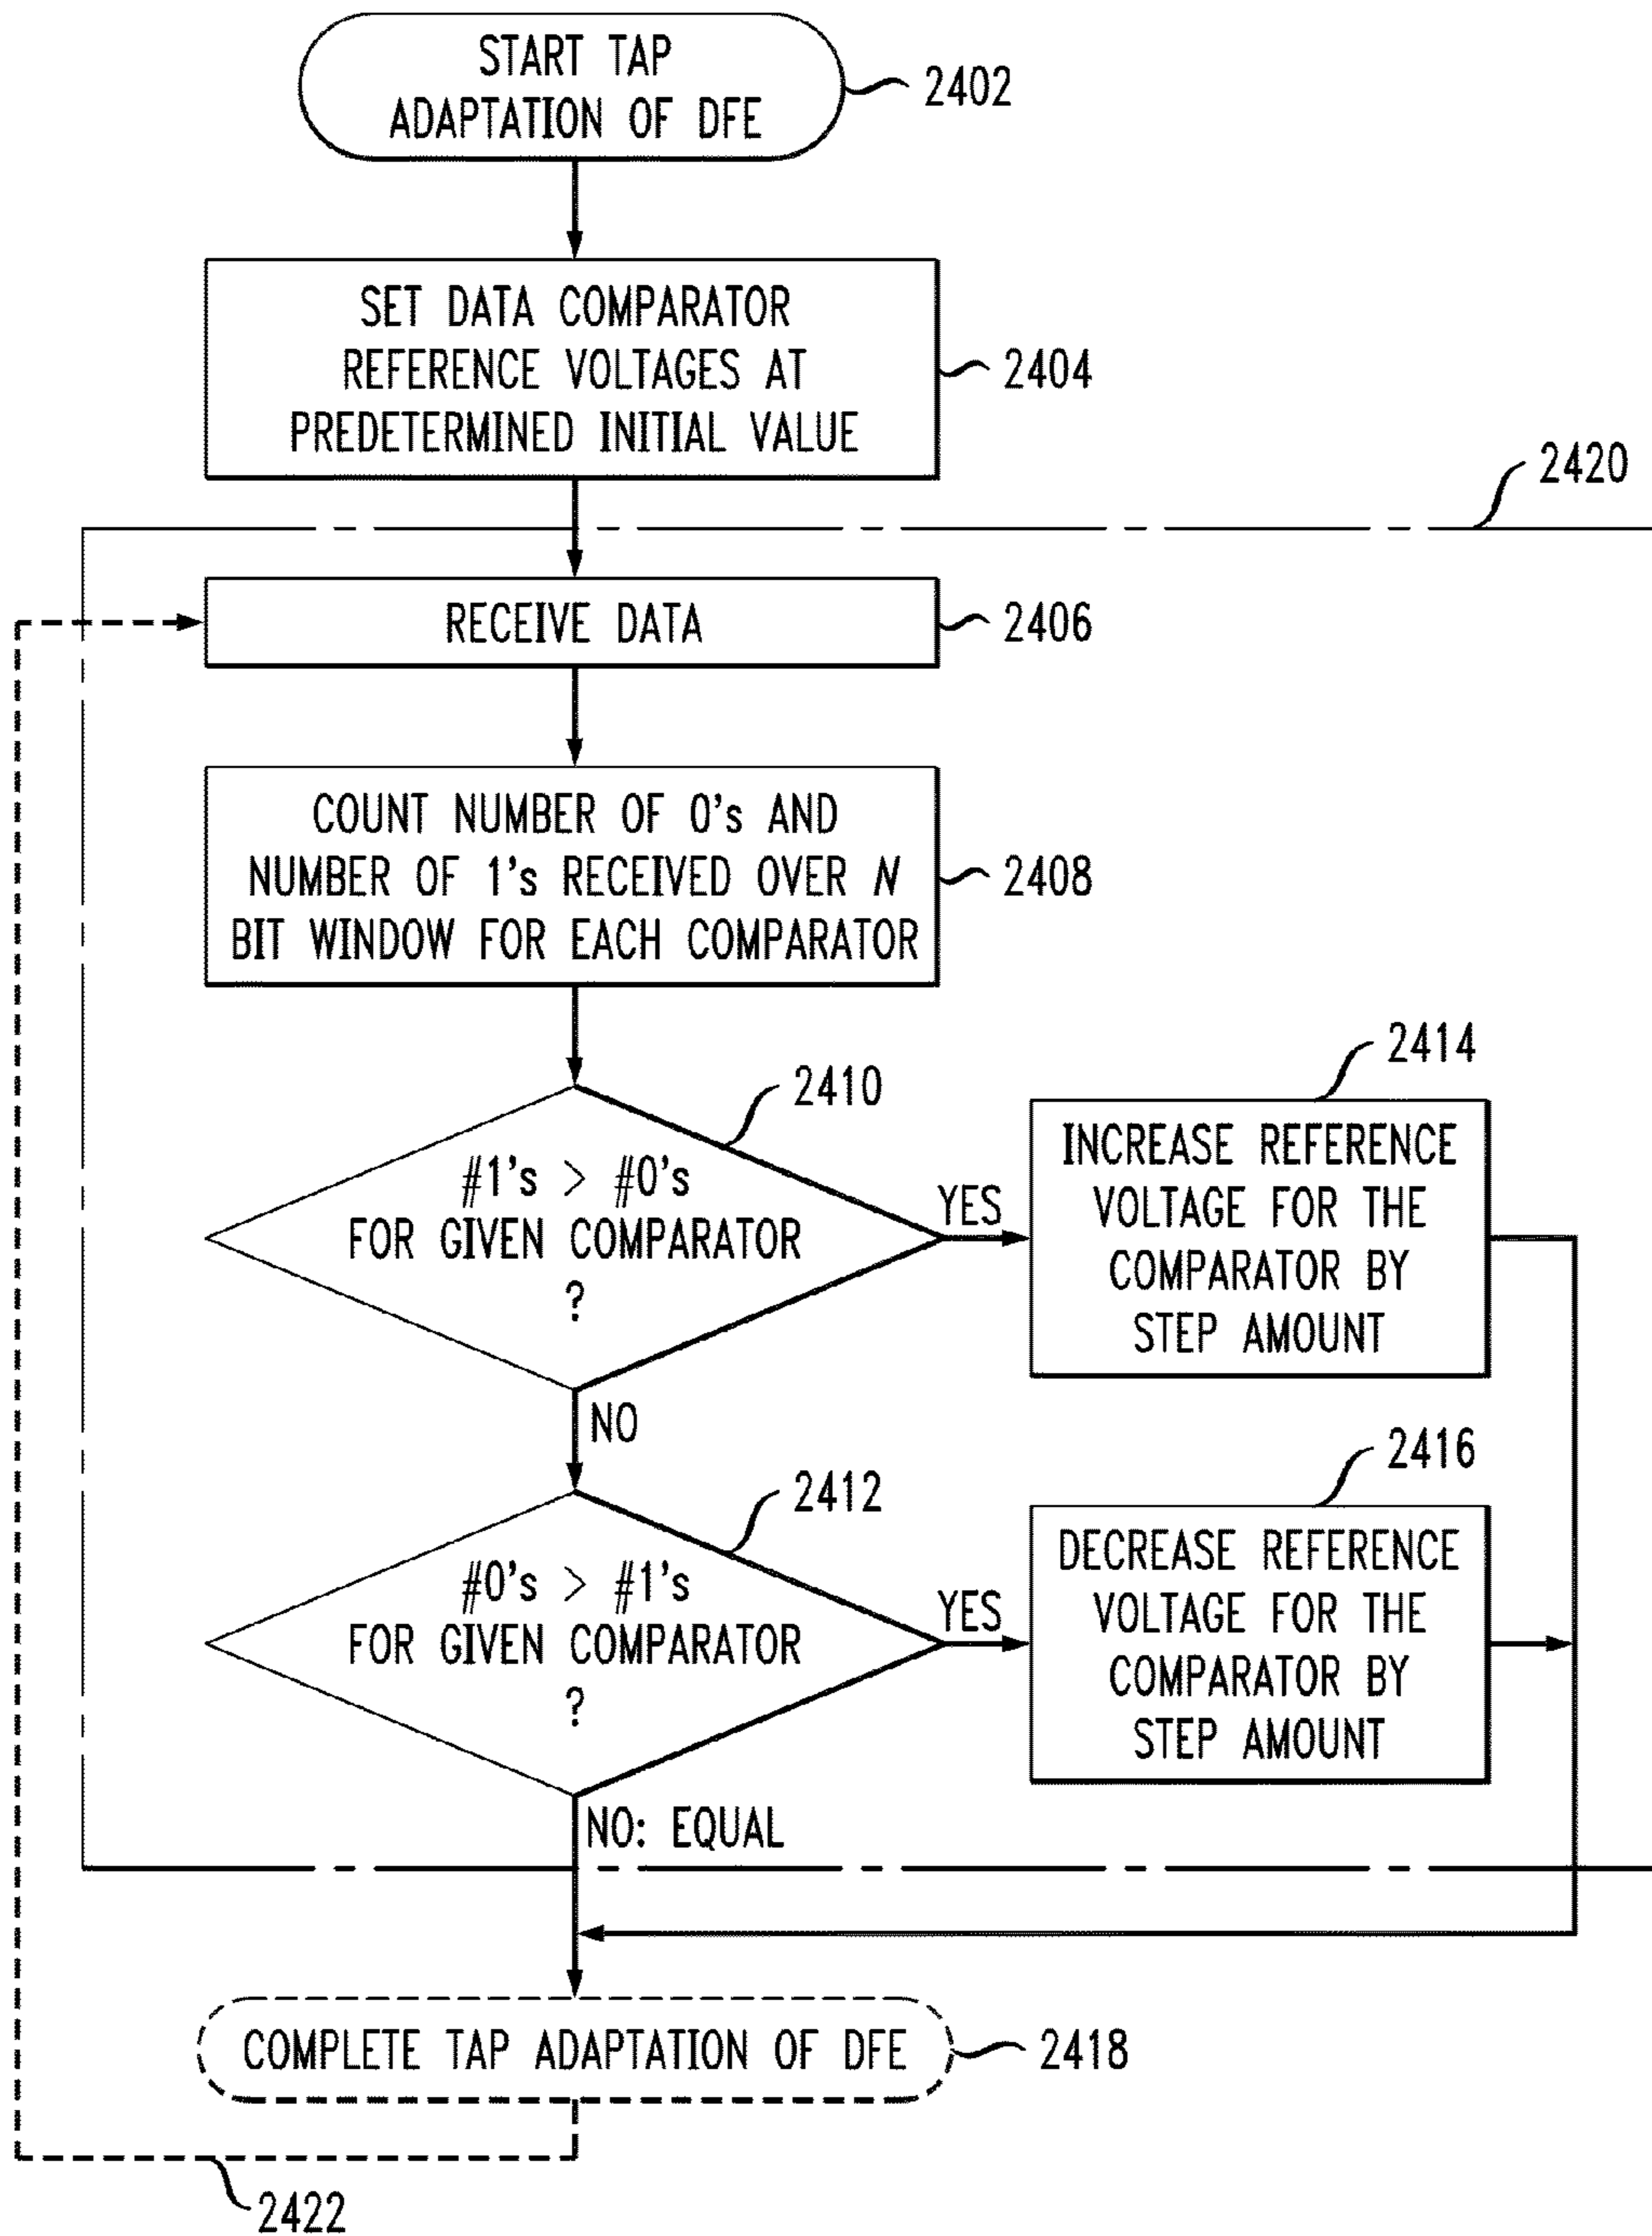 START TAP
ADAPTATION OF DFE
2402
SET DATA COMPARATOR
REFERENCE VOLTAGES AT
PREDETERMINED INITIAL VALUE
2404
2420
RECEIVE DATA
2406
COUNT NUMBER OF 0's AND
NUMBER OF 1's RECEIVED OVER N
BIT WINDOW FOR EACH COMPARATOR
2408
2410
#1's > #0's
FOR GIVEN COMPARATOR
?
YES
2414
INCREASE REFERENCE
VOLTAGE FOR THE
COMPARATOR BY
STEP AMOUNT
NO
2412
#0's > #1's
FOR GIVEN COMPARATOR
?
YES
2416
DECREASE REFERENCE
VOLTAGE FOR THE
COMPARATOR BY
STEP AMOUNT
NO: EQUAL
COMPLETE TAP ADAPTATION OF DFE
2418
2422